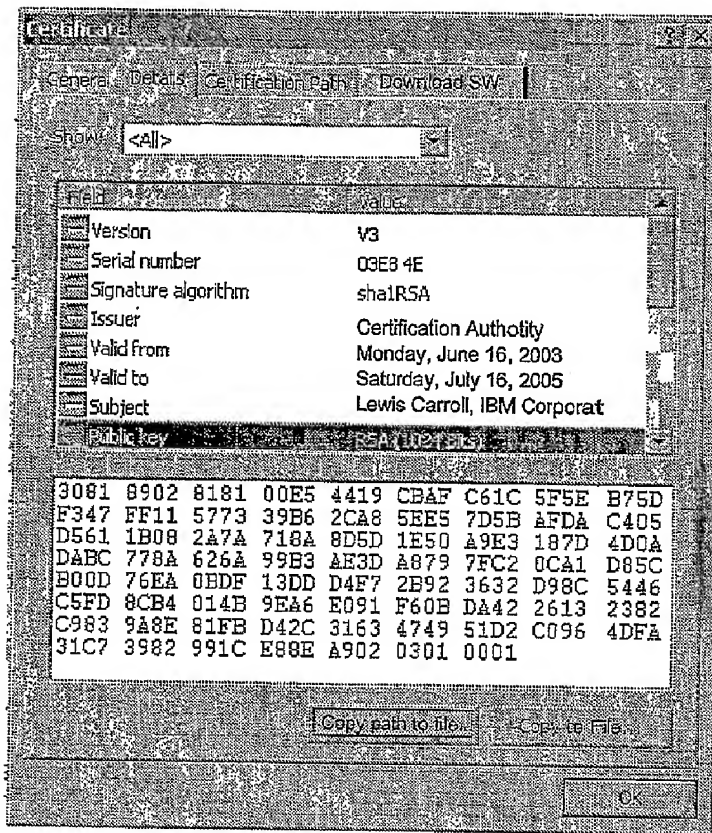 Certificate
General Details Certification Path Download SW
Show: <All>
Field Value
Version V3
Serial number 03E8 4E
Signature algorithm sha1RSA
Issuer Certification Authotity
Valid from Monday, June 16, 2003
Valid to Saturday, July 16, 2005
Subject Lewis Carroll, IBM Corporat
Public key RSA (1024 Bits)
3081 8902 8181 00E5 4419 CBAF C61C 5F5E B75D
F347 FF11 5773 39B6 2CA8 5EE5 7D5B AFDA C405
D561 1B08 2A7A 718A 8D5D 1E50 A9E3 187D 4D0A
DABC 778A 626A 99B3 AE3D A879 7FC2 0CA1 D85C
B00D 76EA 0BDF 13DD D4F7 2B92 3632 D98C 5446
C5FD 8CB4 014B 9EA6 E091 F60B DA42 2613 2382
C983 9A8E 81FB D42C 3163 4749 51D2 C096 4DFA
31C7 3982 991C E88E A902 0301 0001
Copy path to file... Copy to File...
OK